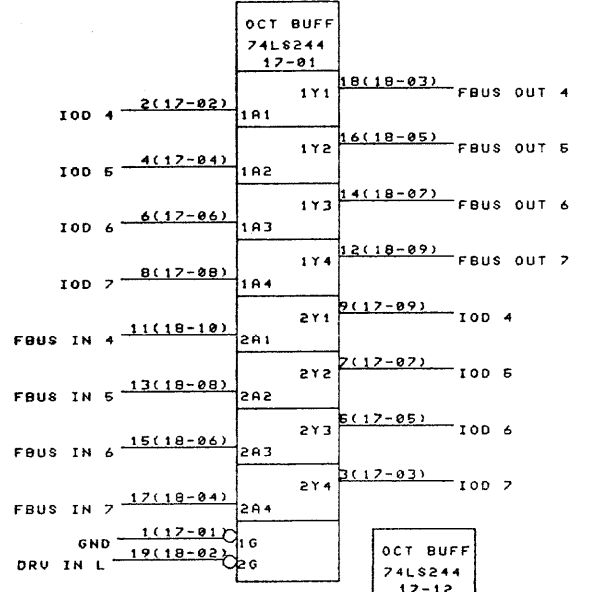 OCT BUFF
74LS244
17-01
1Y1 18(18-03) FBUS OUT 4
IOD 4 2(17-02) 1A1
1Y2 16(18-05) FBUS OUT 5
IOD 5 4(17-04) 1A2
1Y3 14(18-07) FBUS OUT 6
IOD 6 6(17-06) 1A3
1Y4 12(18-09) FBUS OUT 7
IOD 7 8(17-08) 1A4
2Y1 9(17-09) IOD 4
FBUS IN 4 11(18-10) 2A1
2Y2 7(17-07) IOD 5
FBUS IN 5 13(18-08) 2A2
2Y3 5(17-05) IOD 6
FBUS IN 6 15(18-06) 2A3
2Y4 3(17-03) IOD 7
FBUS IN 7 17(18-04) 2A4
GND 1(17-01) 1G
DRV IN L 19(18-02) 2G
OCT BUFF
74LS244
17-12